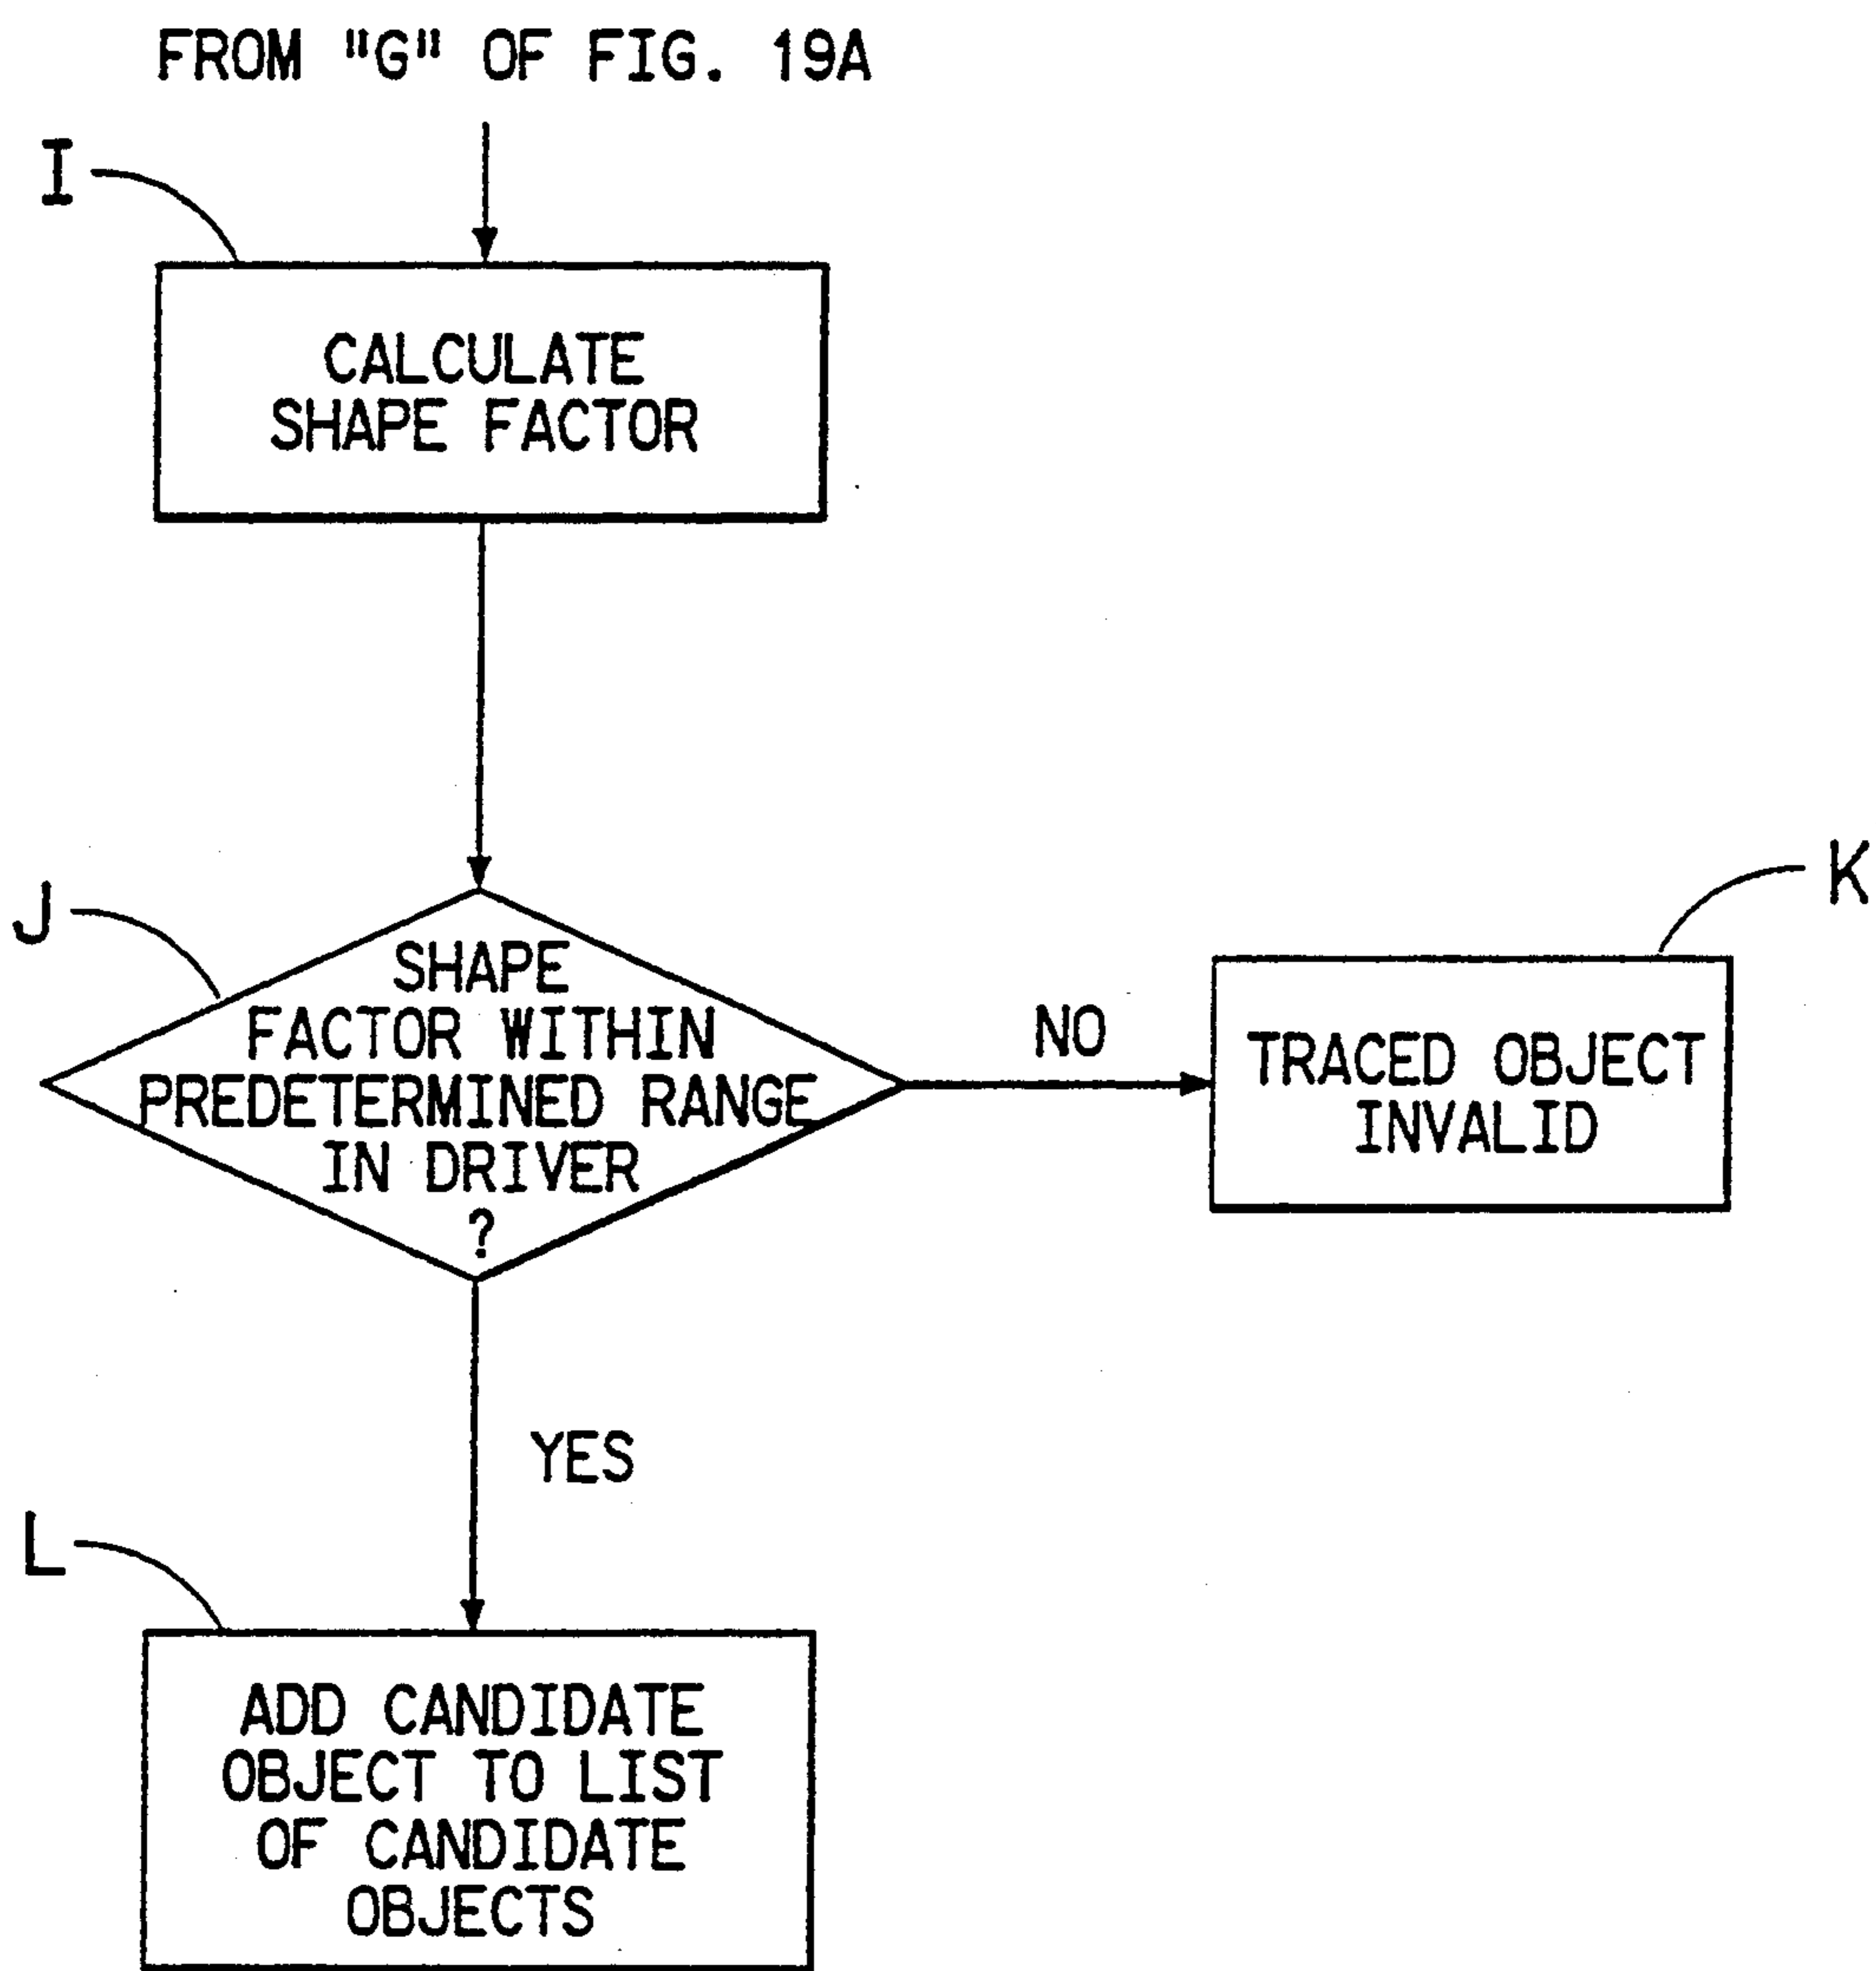 FROM "G" OF FIG. 19A
I
CALCULATE
SHAPE FACTOR
J
SHAPE
FACTOR WITHIN
PREDETERMINED RANGE
IN DRIVER
?
NO
K
TRACED OBJECT
INVALID
YES
L
ADD CANDIDATE
OBJECT TO LIST
OF CANDIDATE
OBJECTS